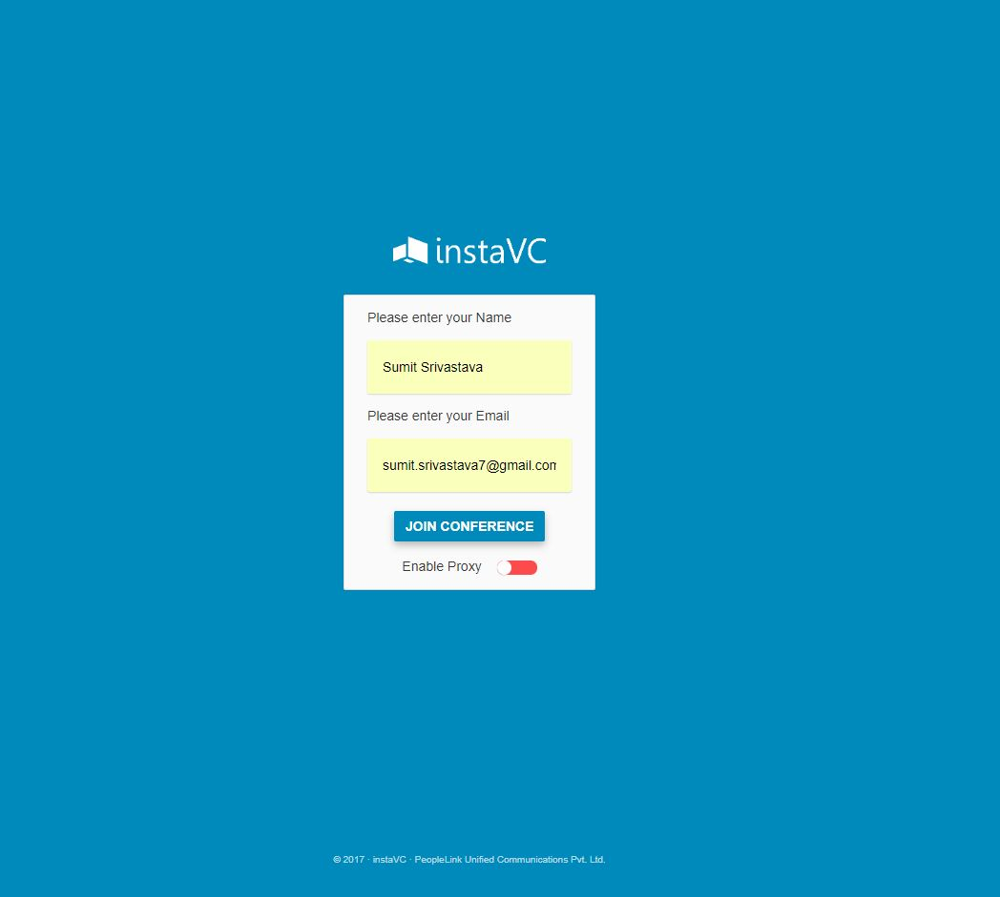 instaVC
Please enter your Name
Sumit Srivastava
Please enter your Email
sumit.srivastava7@gmail.com
JOIN CONFERENCE
Enable Proxy
© 2017 · instaVC · PeopleLink Unified Communications Pvt. Ltd.